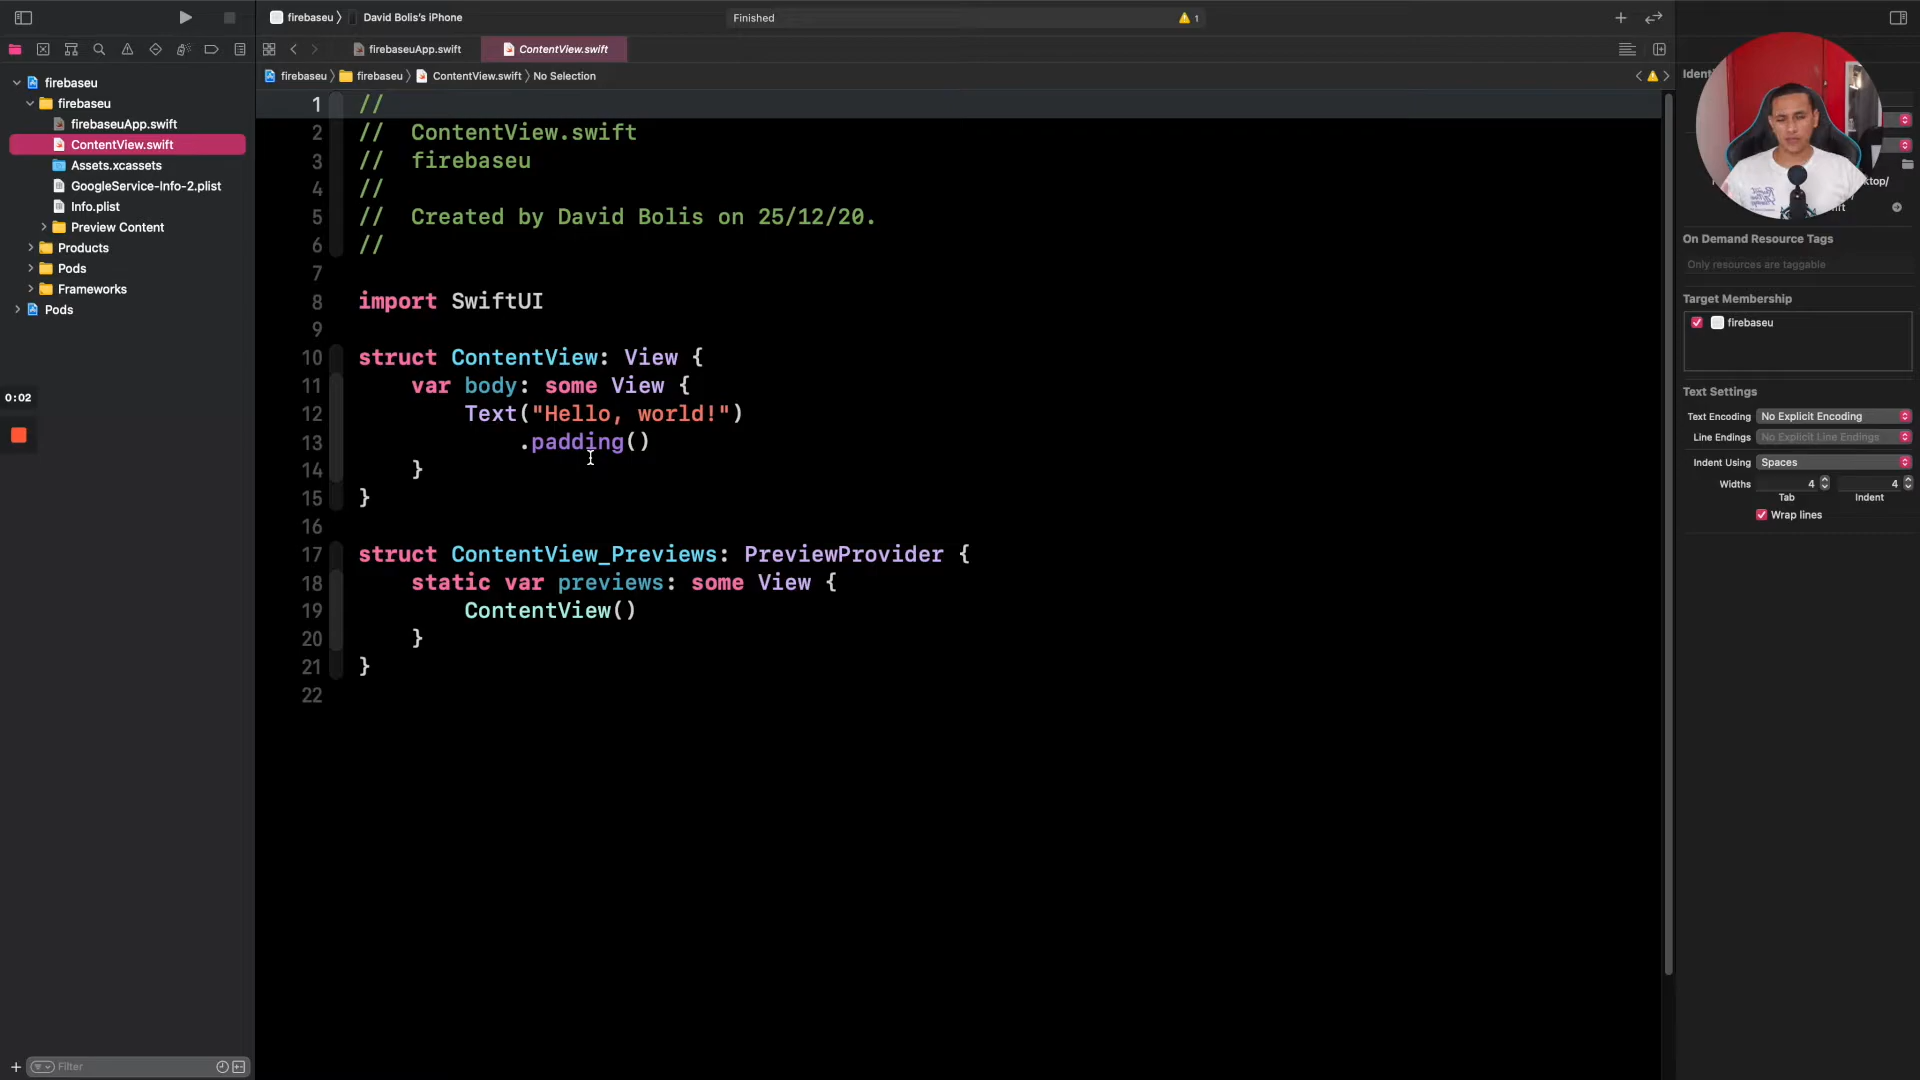 firebaseu 〉 David Bolis's iPhone
Finished
1
firebaseuApp.swift
ContentView.swift
firebaseu 〉 firebaseu 〉 ContentView.swift 〉 No Selection
firebaseu
firebaseu
firebaseuApp.swift
ContentView.swift
Assets.xcassets
GoogleService-Info-2.plist
Info.plist
Preview Content
Products
Pods
Frameworks
Pods
0:02
Filter
1 //
2 //  ContentView.swift
3 //  firebaseu
4 //
5 //  Created by David Bolis on 25/12/20.
6 //
7
8 import SwiftUI
9
10 struct ContentView: View {
11     var body: some View {
12         Text("Hello, world!")
13             .padding()
14     }
15 }
16
17 struct ContentView_Previews: PreviewProvider {
18     static var previews: some View {
19         ContentView()
20     }
21 }
22
On Demand Resource Tags
Only resources are taggable
Target Membership
firebaseu
Text Settings
Text Encoding No Explicit Encoding
Line Endings No Explicit Line Endings
Indent Using Spaces
Widths 4 4
Tab Indent
Wrap lines